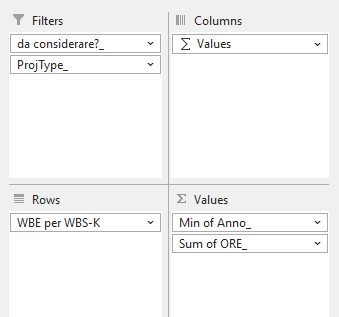 Filters
da considerare?_
ProjType_
Columns
Σ Values
Rows
WBE per WBS-K
Σ Values
Min of Anno_
Sum of ORE_